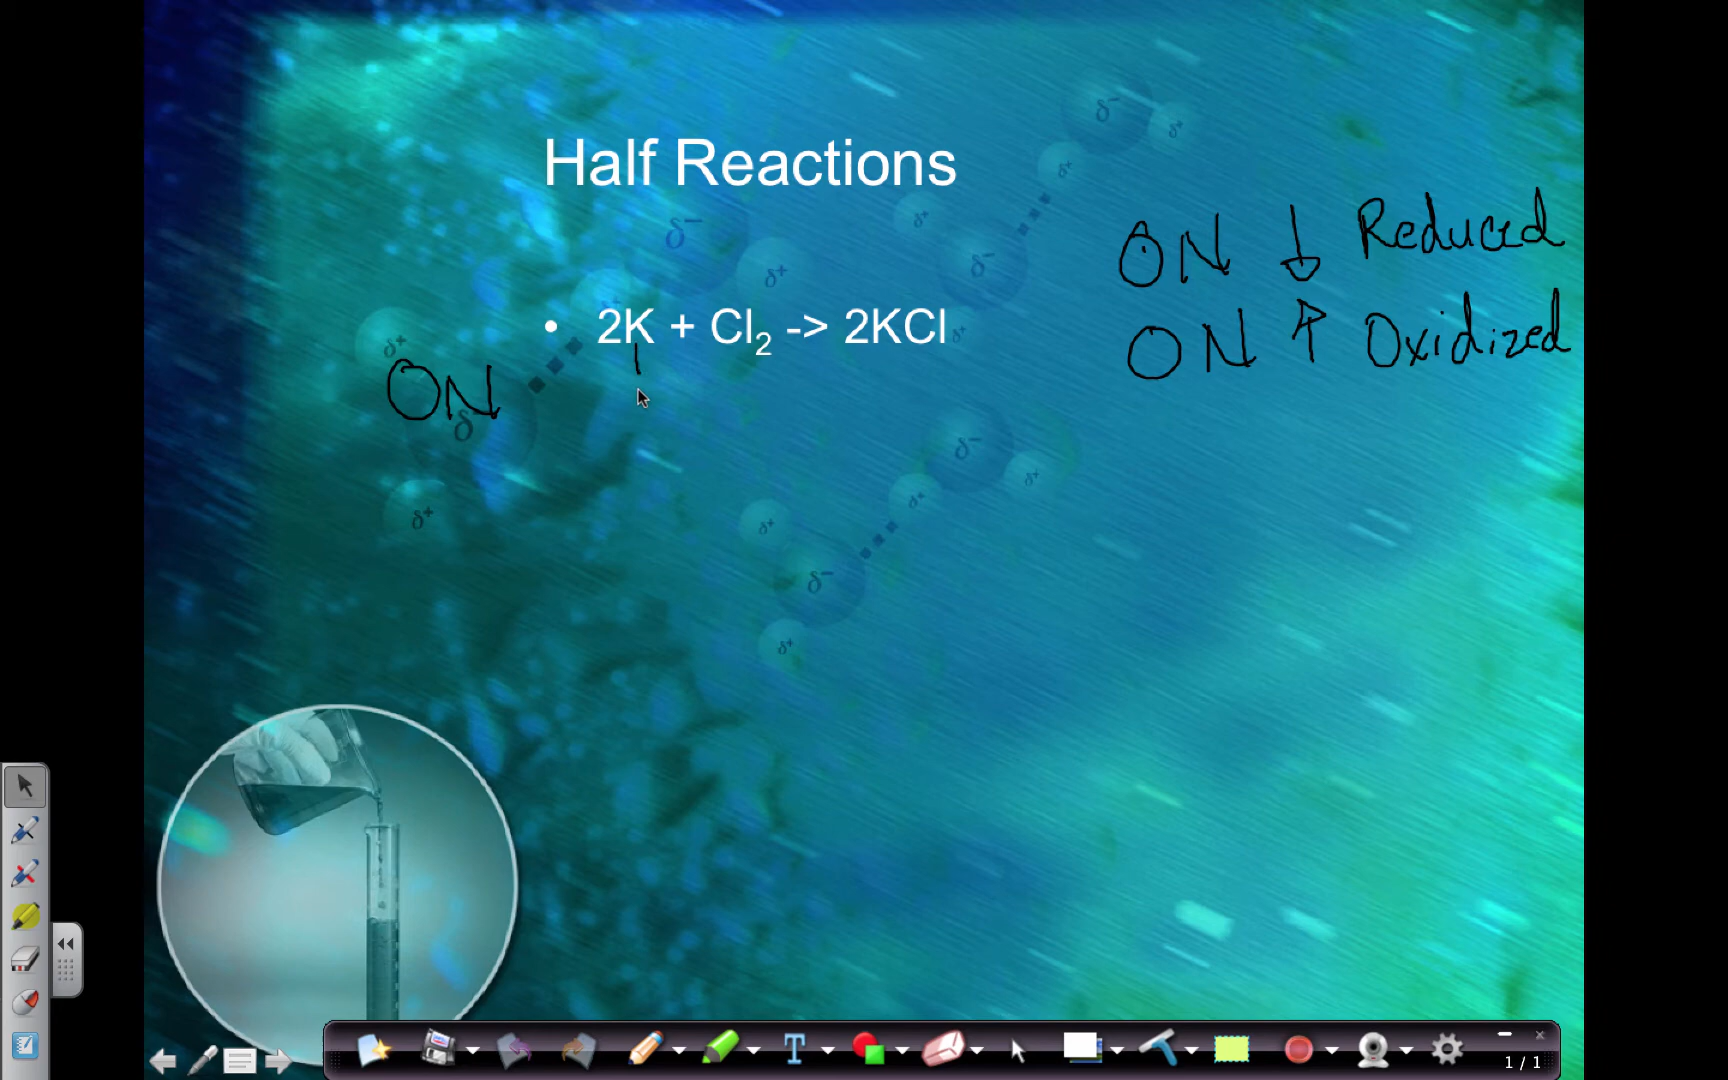 Half Reactions
ON ↓ Reduced
• 2K + Cl₂ -> 2KCl
ON ↑ Oxidized
ON
δ⁻
δ⁺
δ⁺
δ⁺
δ⁻
δ⁺
δ⁻
δ⁺
δ⁺
δ⁺
δ
δ⁻
δ⁺
δ⁺
δ⁺
δ⁺
δ⁻
δ⁺
T
1 / 1